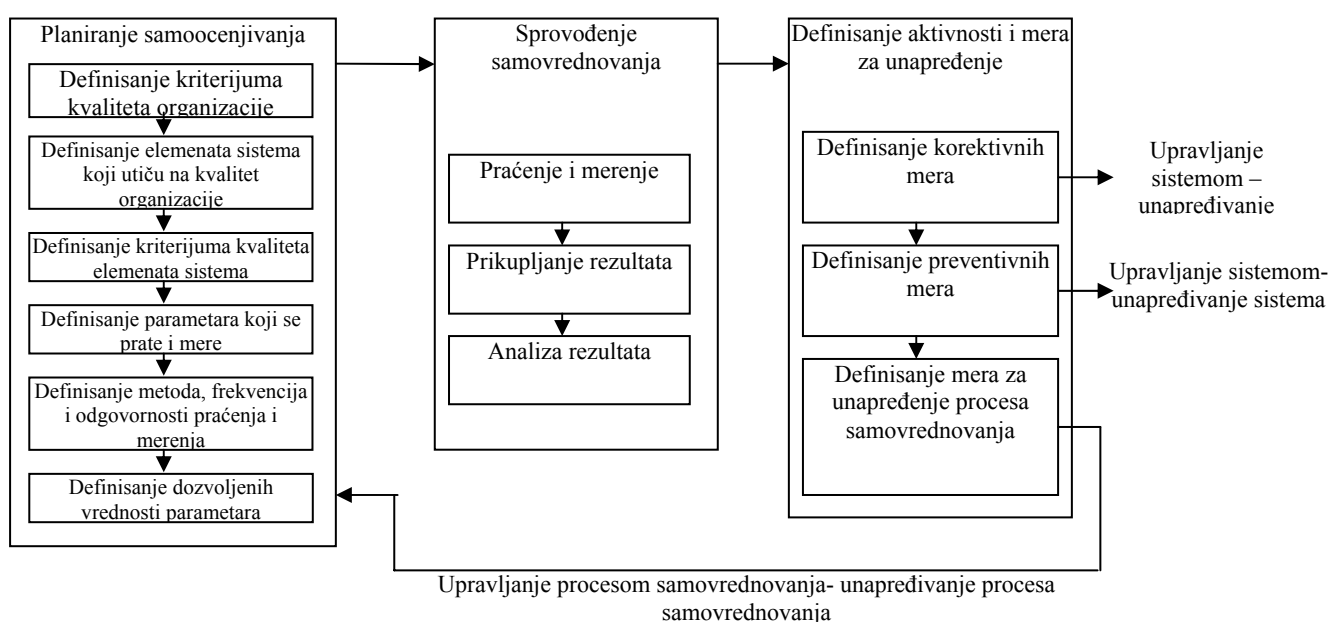 Planiranje samoocenjivanja
Definisanje kriterijuma
kvaliteta organizacije
Definisanje elemenata sistema
koji utiču na kvalitet
organizacije
Definisanje kriterijuma kvaliteta
elemenata sistema
Definisanje parametara koji se
prate i mere
Definisanje metoda, frekvencija
i odgovornosti praćenja i
merenja
Definisanje dozvoljenih
vrednosti parametara
Sprovođenje
samovrednovanja
Praćenje i merenje
Prikupljanje rezultata
Analiza rezultata
Definisanje aktivnosti i mera
za unapređenje
Definisanje korektivnih
mera
Definisanje preventivnih
mera
Definisanje mera za
unapređenje procesa
samovrednovanja
Upravljanje
sistemom –
unapređivanje
Upravljanje sistemom-
unapređivanje sistema
Upravljanje procesom samovrednovanja- unapređivanje procesa
samovrednovanja